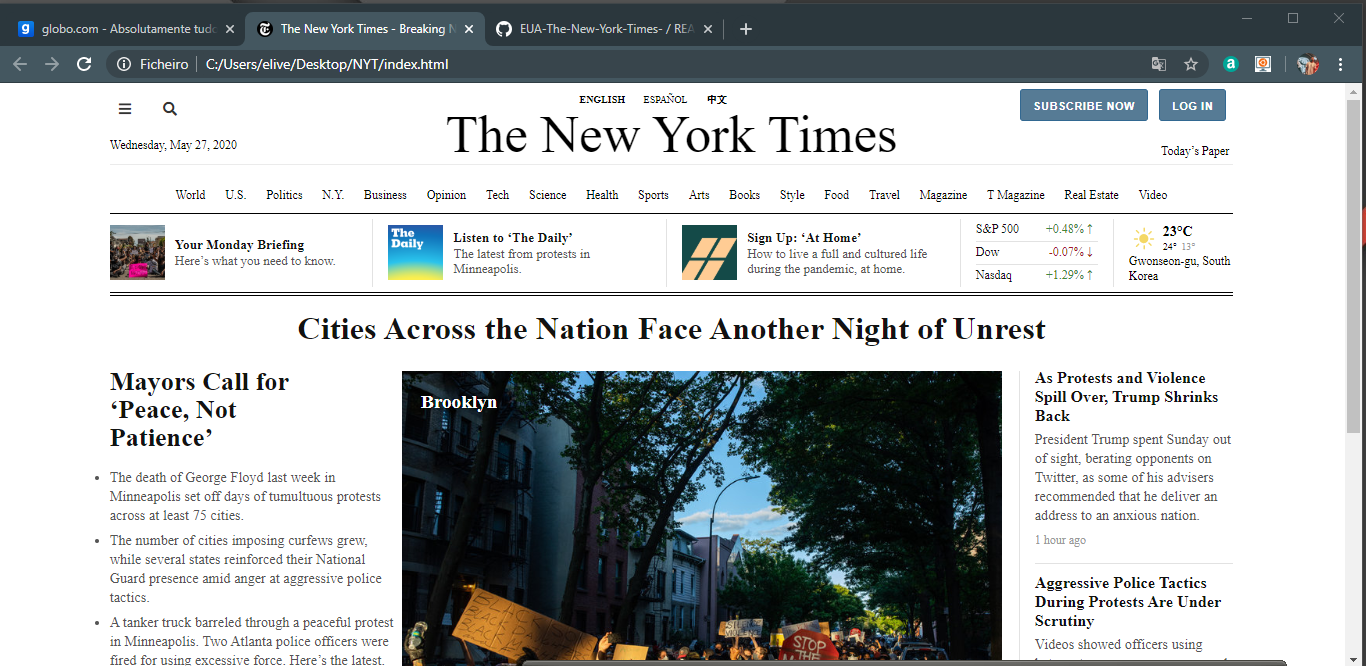 globo.com - Absolutamente tudo
The New York Times - Breaking N
EUA-The-New-York-Times- / REA
Ficheiro
C:/Users/elive/Desktop/NYT/index.html
ENGLISH ESPAÑOL 中文
SUBSCRIBE NOW LOG IN
The New York Times
Wednesday, May 27, 2020
Today’s Paper
World U.S. Politics N.Y. Business Opinion Tech Science Health Sports Arts Books Style Food Travel Magazine T Magazine Real Estate Video
Your Monday Briefing
Here’s what you need to know.
The
Daily
Listen to ‘The Daily’
The latest from protests in
Minneapolis.
Sign Up: ‘At Home’
How to live a full and cultured life
during the pandemic, at home.
S&P 500 +0.48% ↑
Dow -0.07% ↓
Nasdaq +1.29% ↑
23°C
24° 13°
Gwonseon-gu, South
Korea
Cities Across the Nation Face Another Night of Unrest
Mayors Call for
‘Peace, Not
Patience’
• The death of George Floyd last week in
Minneapolis set off days of tumultuous protests
across at least 75 cities.
• The number of cities imposing curfews grew,
while several states reinforced their National
Guard presence amid anger at aggressive police
tactics.
• A tanker truck barreled through a peaceful protest
in Minneapolis. Two Atlanta police officers were
fired for using excessive force. Here’s the latest.
Brooklyn
STOP
As Protests and Violence
Spill Over, Trump Shrinks
Back
President Trump spent Sunday out
of sight, berating opponents on
Twitter, as some of his advisers
recommended that he deliver an
address to an anxious nation.
1 hour ago
Aggressive Police Tactics
During Protests Are Under
Scrutiny
Videos showed officers using